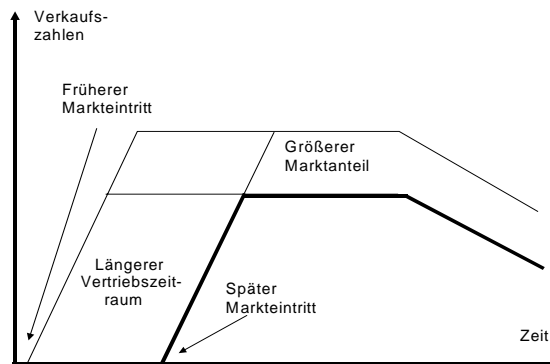 Verkaufs-
zahlen
Früherer
Markteintritt
Größerer
Marktanteil
Längerer
Vertriebszeit-
raum
Später
Markteintritt
Zeit